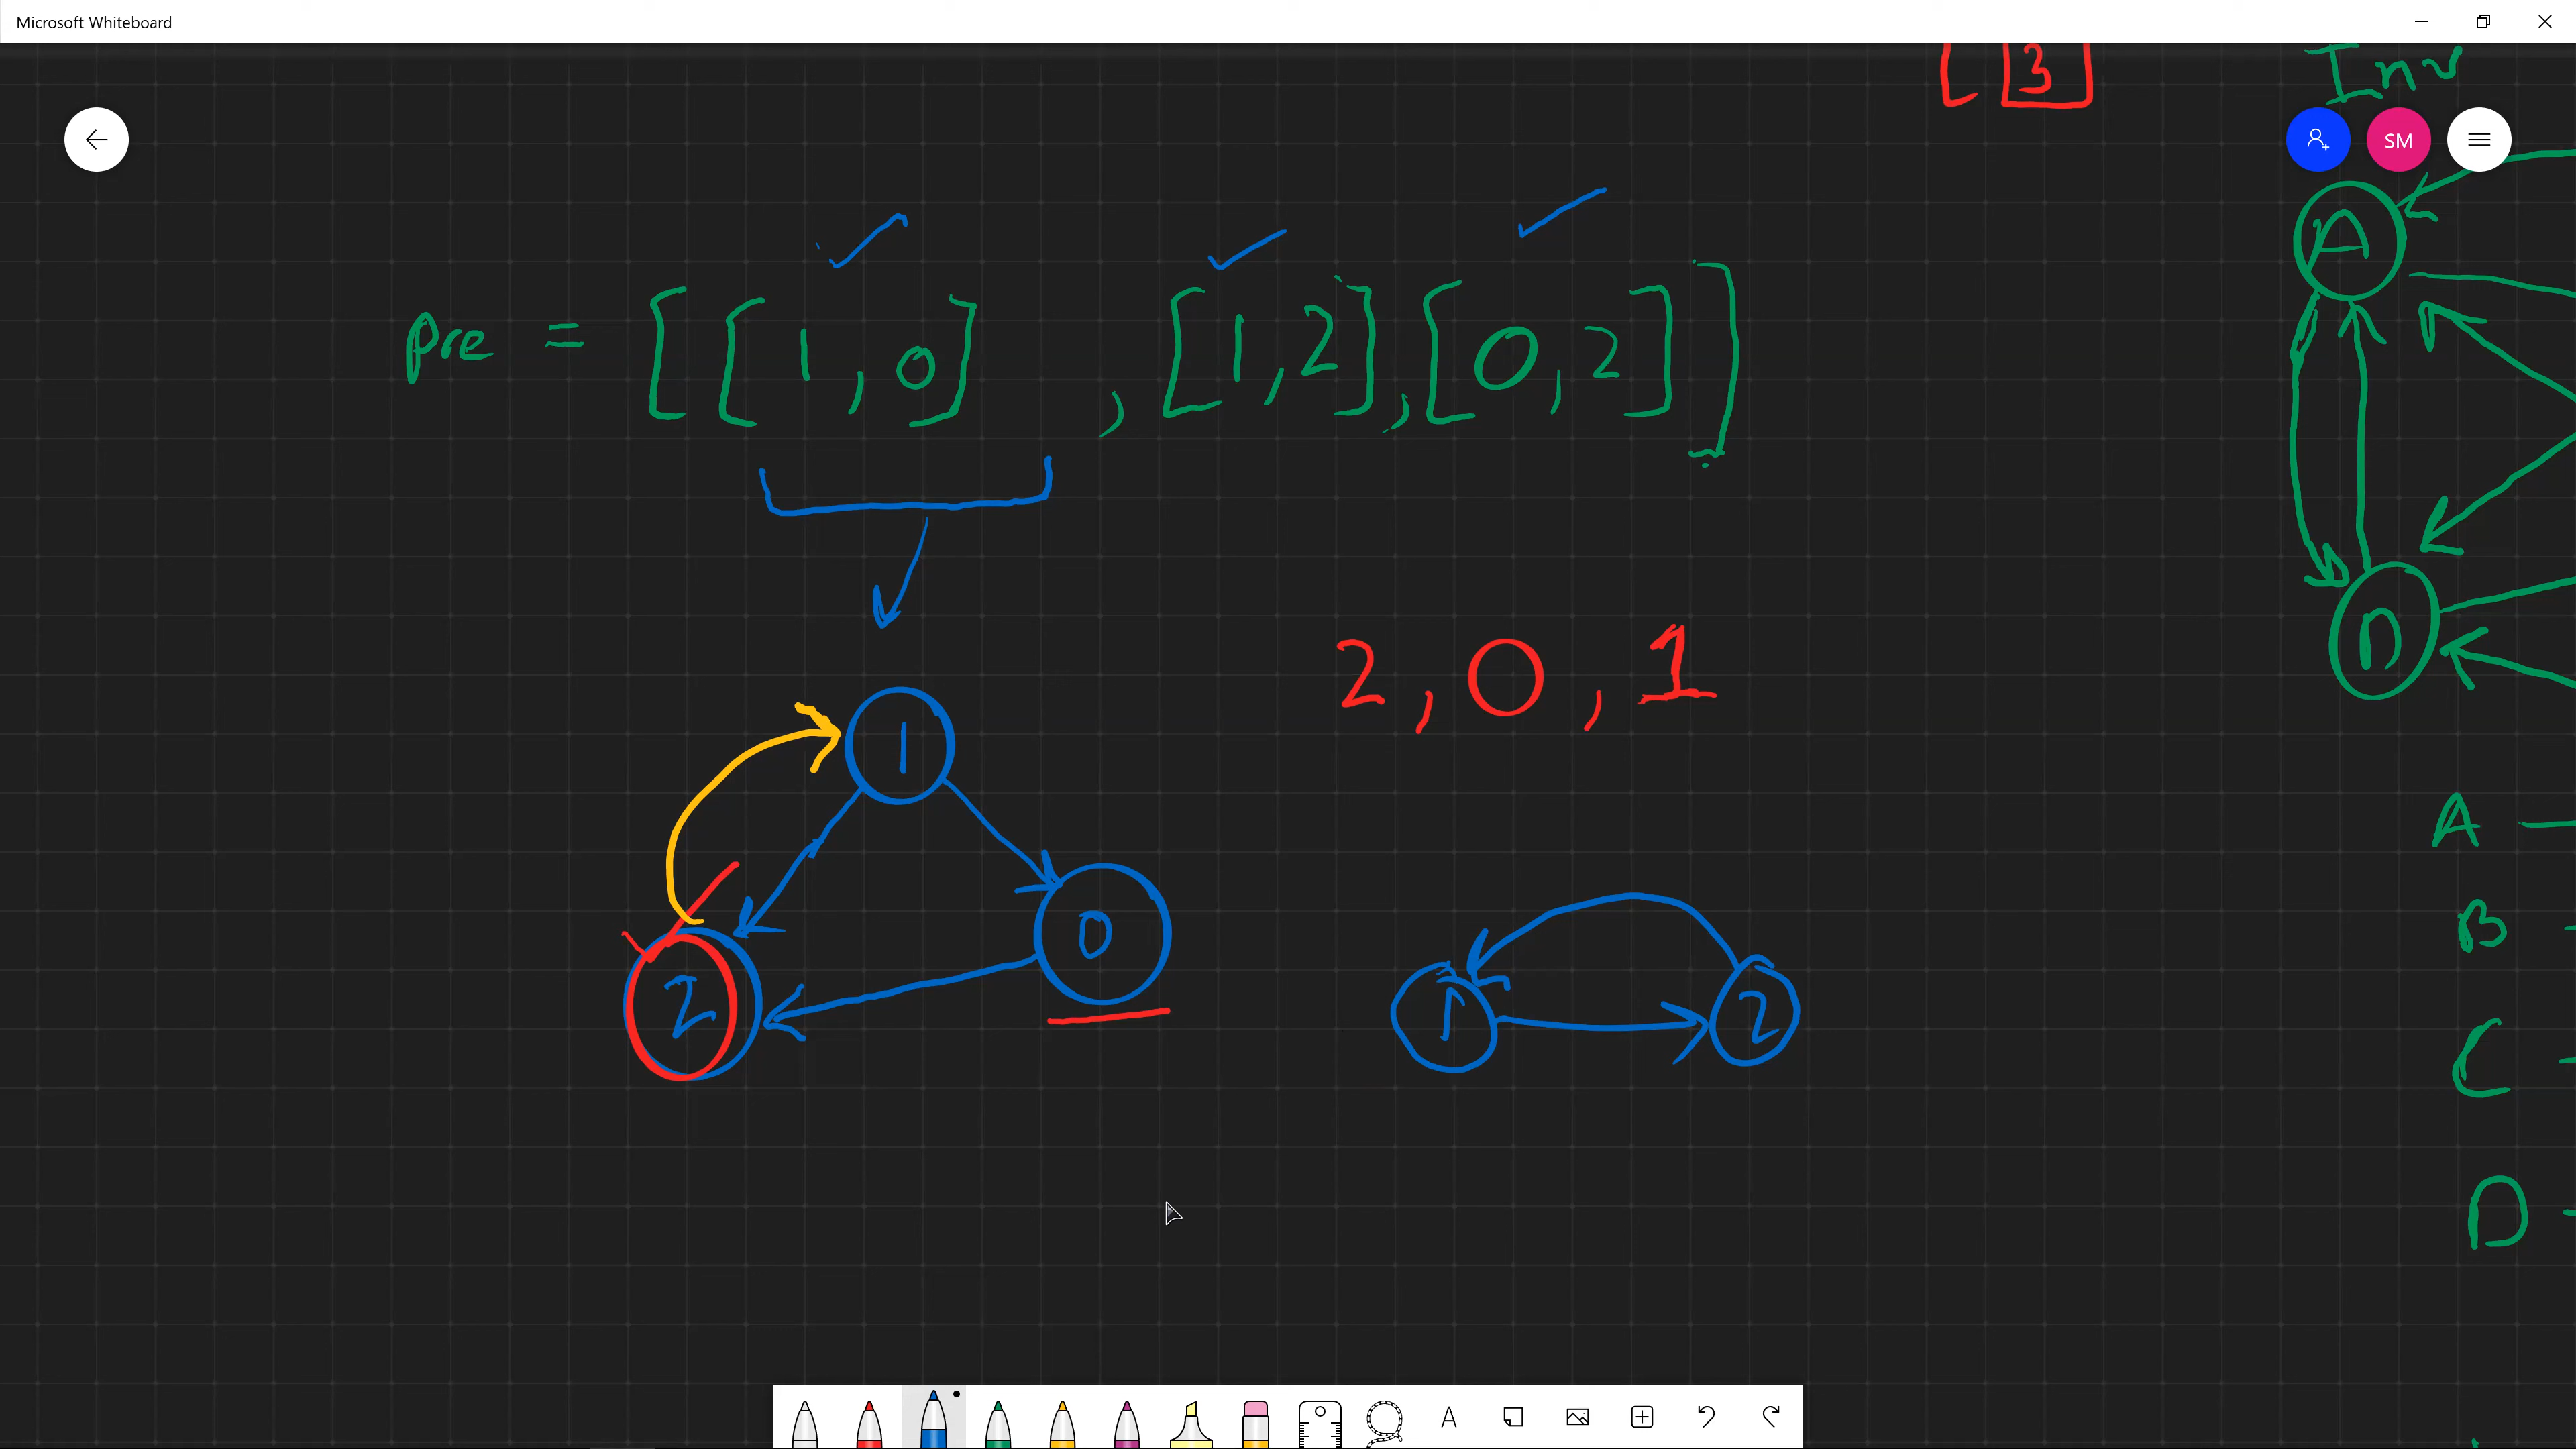 Microsoft Whiteboard
[ [3]
Inv
SM
A
pre = [[1,0] ,[1,2],[0,2]]
D
2,0,1
1
A
0
B
2
1
2
C
D
A